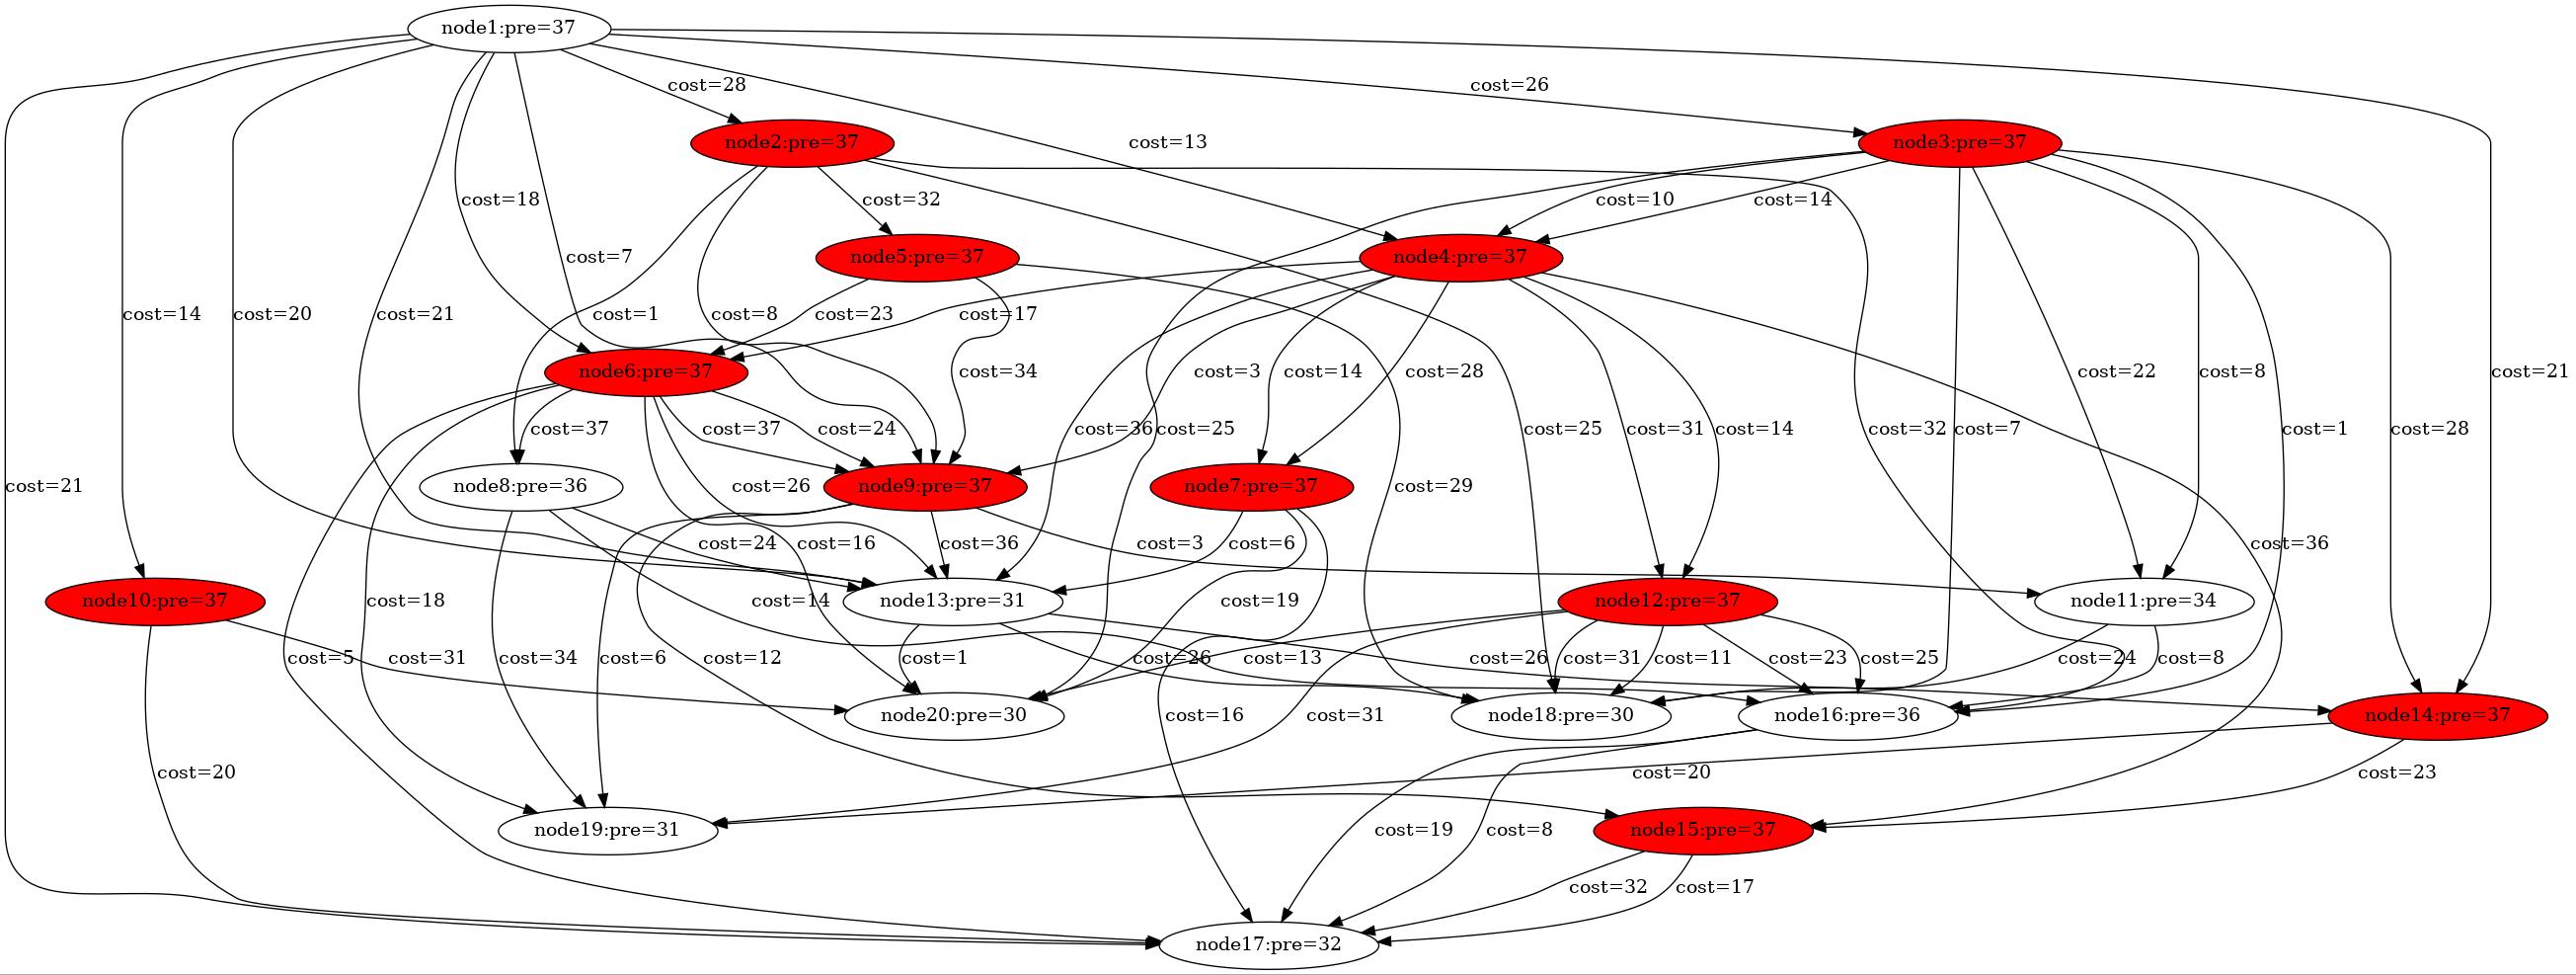 node1:pre=37
cost=28
cost=26
node2:pre=37
node3:pre=37
cost=13
cost=18
cost=32
cost=10
cost=14
cost=7
node5:pre=37
node4:pre=37
cost=14
cost=20
cost=21
cost=1
cost=8
cost=23
cost=17
node6:pre=37
cost=34
cost=3
cost=14
cost=28
cost=22
cost=8
cost=21
cost=37
cost=37
cost=24
cost=36
cost=25
cost=25
cost=31
cost=14
cost=32
cost=7
cost=1
cost=28
cost=21
node8:pre=36
cost=26
node9:pre=37
node7:pre=37
cost=29
cost=24
cost=16
cost=36
cost=3
cost=6
cost=36
node10:pre=37
cost=18
cost=14
node13:pre=31
cost=19
node12:pre=37
node11:pre=34
cost=5
cost=31
cost=34
cost=6
cost=12
cost=1
cost=26
cost=13
cost=26
cost=31
cost=11
cost=23
cost=25
cost=24
cost=8
node20:pre=30
cost=16
cost=31
node18:pre=30
node16:pre=36
node14:pre=37
cost=20
cost=20
cost=23
node19:pre=31
cost=19
cost=8
node15:pre=37
cost=32
cost=17
node17:pre=32